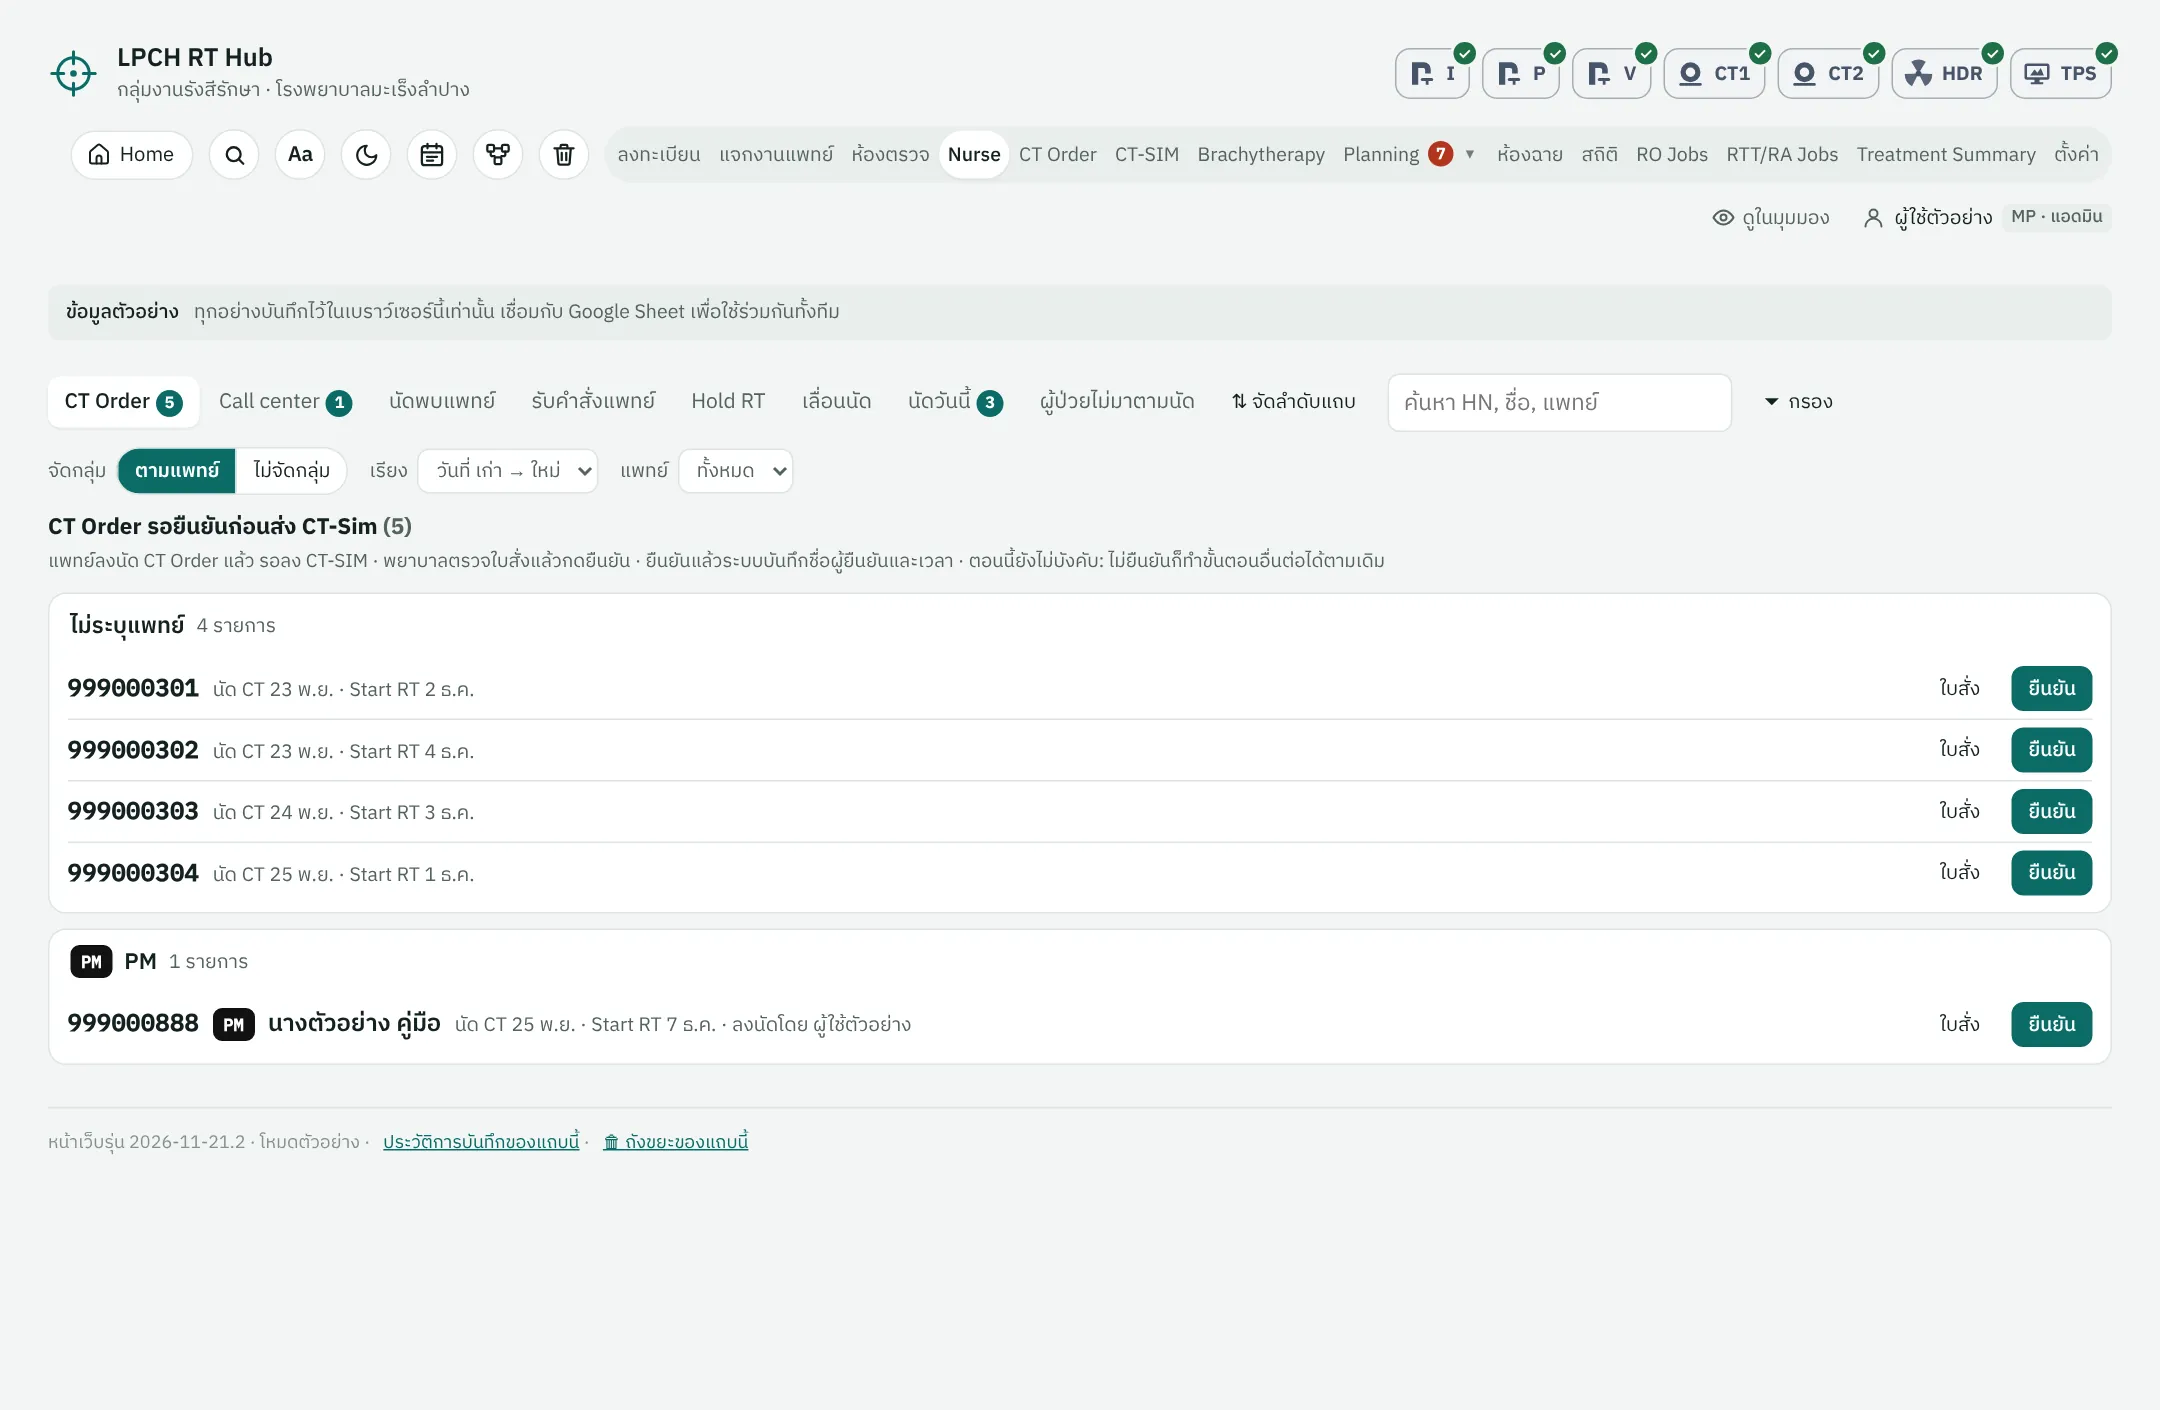 LPCH RT Hub
กลุ่มงานรังสีรักษา · โรงพยาบาลมะเร็งลำปาง
I P V CT1 CT2 HDR TPS
Home Aa ลงทะเบียน แจกงานแพทย์ ห้องตรวจ Nurse CT Order CT-SIM Brachytherapy Planning 7 ▼ ห้องฉาย สถิติ RO Jobs RTT/RA Jobs Treatment Summary ตั้งค่า
ดูในมุมมอง ผู้ใช้ตัวอย่าง MP · แอดมิน
ข้อมูลตัวอย่าง ทุกอย่างบันทึกไว้ในเบราว์เซอร์นี้เท่านั้น เชื่อมกับ Google Sheet เพื่อใช้ร่วมกันทั้งทีม
CT Order 5 Call center 1 นัดพบแพทย์ รับคำสั่งแพทย์ Hold RT เลื่อนนัด นัดวันนี้ 3 ผู้ป่วยไม่มาตามนัด ⇅ จัดลำดับแถบ ค้นหา HN, ชื่อ, แพทย์ กรอง
จัดกลุ่ม ตามแพทย์ ไม่จัดกลุ่ม เรียง วันที่ เก่า → ใหม่ แพทย์ ทั้งหมด
CT Order รอยืนยันก่อนส่ง CT-Sim (5)
แพทย์ลงนัด CT Order แล้ว รอลง CT-SIM · พยาบาลตรวจใบสั่งแล้วกดยืนยัน · ยืนยันแล้วระบบบันทึกชื่อผู้ยืนยันและเวลา · ตอนนี้ยังไม่บังคับ: ไม่ยืนยันก็ทำขั้นตอนอื่นต่อได้ตามเดิม
ไม่ระบุแพทย์ 4 รายการ
999000301 นัด CT 23 พ.ย. · Start RT 2 ธ.ค. ใบสั่ง ยืนยัน
999000302 นัด CT 23 พ.ย. · Start RT 4 ธ.ค. ใบสั่ง ยืนยัน
999000303 นัด CT 24 พ.ย. · Start RT 3 ธ.ค. ใบสั่ง ยืนยัน
999000304 นัด CT 25 พ.ย. · Start RT 1 ธ.ค. ใบสั่ง ยืนยัน
PM PM 1 รายการ
999000888 PM นางตัวอย่าง คู่มือ นัด CT 25 พ.ย. · Start RT 7 ธ.ค. · ลงนัดโดย ผู้ใช้ตัวอย่าง ใบสั่ง ยืนยัน
หน้าเว็บรุ่น 2026-11-21.2 · โหมดตัวอย่าง · ประวัติการบันทึกของแถบนี้ · ถังขยะของแถบนี้